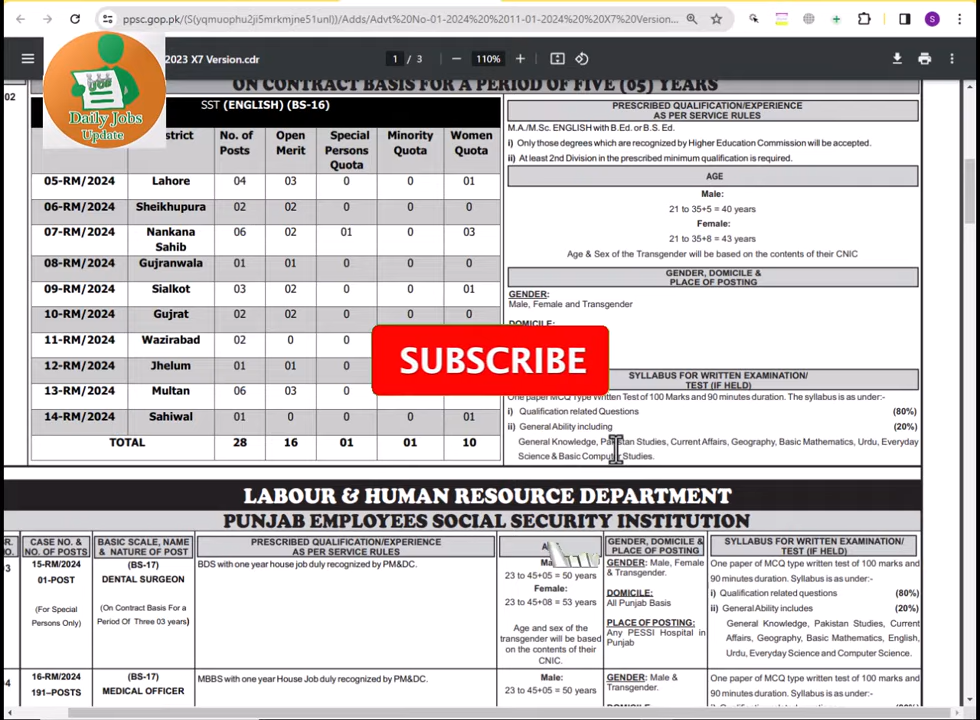 ppsc.gop.pk/(S(yqmuophu2ji5mrkmjne51unl))/Adds/Advt%20No-01-2024%2011-01-2024%20X7%20Version...
S
2023 X7 Version.cdr
1 / 3
110%
JOB
Daily Jobs
Update
ON CONTRACT BASIS FOR A PERIOD OF FIVE (05) YEARS
02
SST (ENGLISH) (BS-16)
istrict No. of Posts Open Merit Special Persons Quota Minority Quota Women Quota
05-RM/2024 Lahore 04 03 0 0 01
06-RM/2024 Sheikhupura 02 02 0 0 0
07-RM/2024 Nankana Sahib 06 02 01 0 03
08-RM/2024 Gujranwala 01 01 0 0 0
09-RM/2024 Sialkot 03 02 0 0 01
10-RM/2024 Gujrat 02 02 0 0 0
11-RM/2024 Wazirabad 02 0
12-RM/2024 Jhelum 01 01
13-RM/2024 Multan 06 03
14-RM/2024 Sahiwal 01 0 0 0 01
TOTAL 28 16 01 01 10
PRESCRIBED QUALIFICATION/EXPERIENCE
AS PER SERVICE RULES
M.A./M.Sc. ENGLISH with B.Ed. or B.S. Ed.
i) Only those degrees which are recognized by Higher Education Commission will be accepted.
ii) At least 2nd Division in the prescribed minimum qualification is required.
AGE
Male:
21 to 35+5 = 40 years
Female:
21 to 35+8 = 43 years
Age & Sex of the Transgender will be based on the contents of their CNIC
GENDER, DOMICILE &
PLACE OF POSTING
GENDER:
Male, Female and Transgender
DOMICILE:
SUBSCRIBE
SYLLABUS FOR WRITTEN EXAMINATION/
TEST (IF HELD)
One paper MCQ Type Written Test of 100 Marks and 90 minutes duration. The syllabus is as under:-
i) Qualification related Questions (80%)
ii) General Ability including (20%)
General Knowledge, Pakistan Studies, Current Affairs, Geography, Basic Mathematics, Urdu, Everyday
Science & Basic Computer Studies.
LABOUR & HUMAN RESOURCE DEPARTMENT
PUNJAB EMPLOYEES SOCIAL SECURITY INSTITUTION
R.
O.
CASE NO. &
NO. OF POSTS
BASIC SCALE, NAME
& NATURE OF POST
PRESCRIBED QUALIFICATION/EXPERIENCE
AS PER SERVICE RULES
GENDER, DOMICILE &
PLACE OF POSTING
SYLLABUS FOR WRITTEN EXAMINATION/
TEST (IF HELD)
3
15-RM/2024
01-POST
(For Special
Persons Only)
(BS-17)
DENTAL SURGEON
(On Contract Basis For a
Period Of Three 03 years)
BDS with one year house job duly recognized by PM&DC.
23 to 45+05 = 50 years
Female:
23 to 45+08 = 53 years
Age and sex of the
transgender will be based
on the contents of their
CNIC.
GENDER: Male, Female
& Transgender.
DOMICILE:
All Punjab Basis
PLACE OF POSTING:
Any PESSI Hospital in
Punjab
One paper of MCQ type written test of 100 marks and
90 minutes duration. Syllabus is as under:-
i) Qualification related questions (80%)
ii) General Ability includes (20%)
General Knowledge, Pakistan Studies, Current
Affairs, Geography, Basic Mathematics, English,
Urdu, Everyday Science and Computer Science.
4
16-RM/2024
191-POSTS
(BS-17)
MEDICAL OFFICER
MBBS with one year House Job duly recognized by PM&DC.
Male:
23 to 45+05 = 50 years
GENDER: Male &
Transgender.
One paper of MCQ type written test of 100 marks and
90 minutes duration. Syllabus is as under:-